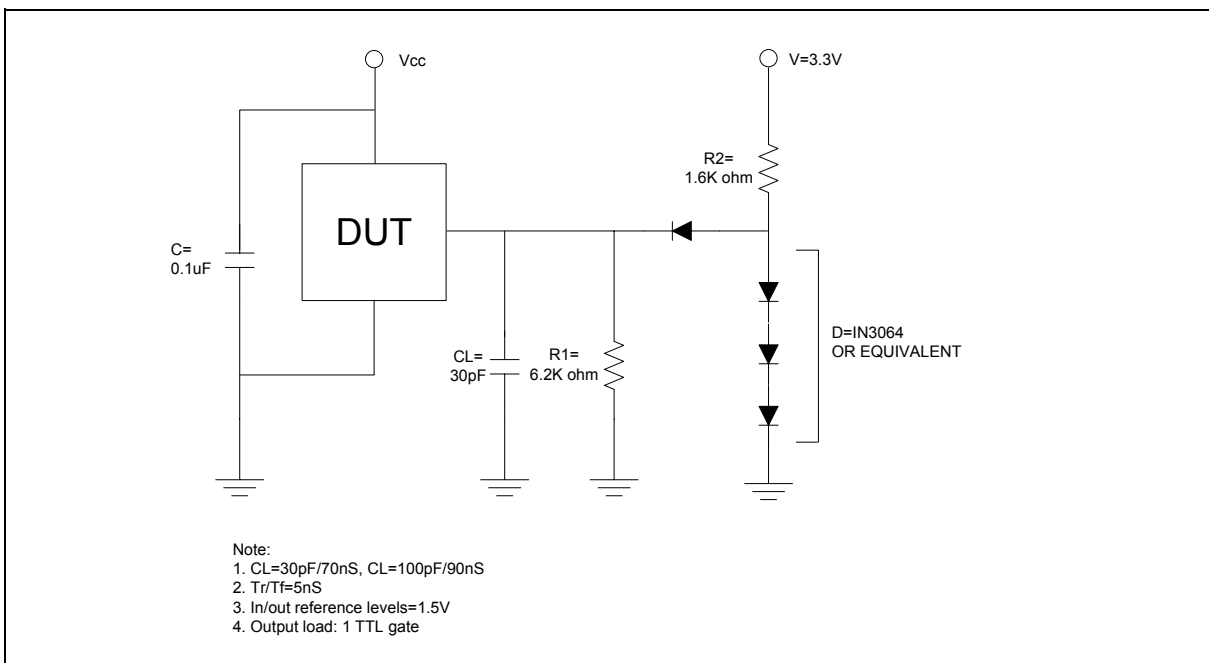 Vcc
V=3.3V
R2=
1.6K ohm
DUT
C=
0.1uF
CL=
30pF
R1=
6.2K ohm
D=IN3064
OR EQUIVALENT
Note:
1. CL=30pF/70nS, CL=100pF/90nS
2. Tr/Tf=5nS
3. In/out reference levels=1.5V
4. Output load: 1 TTL gate